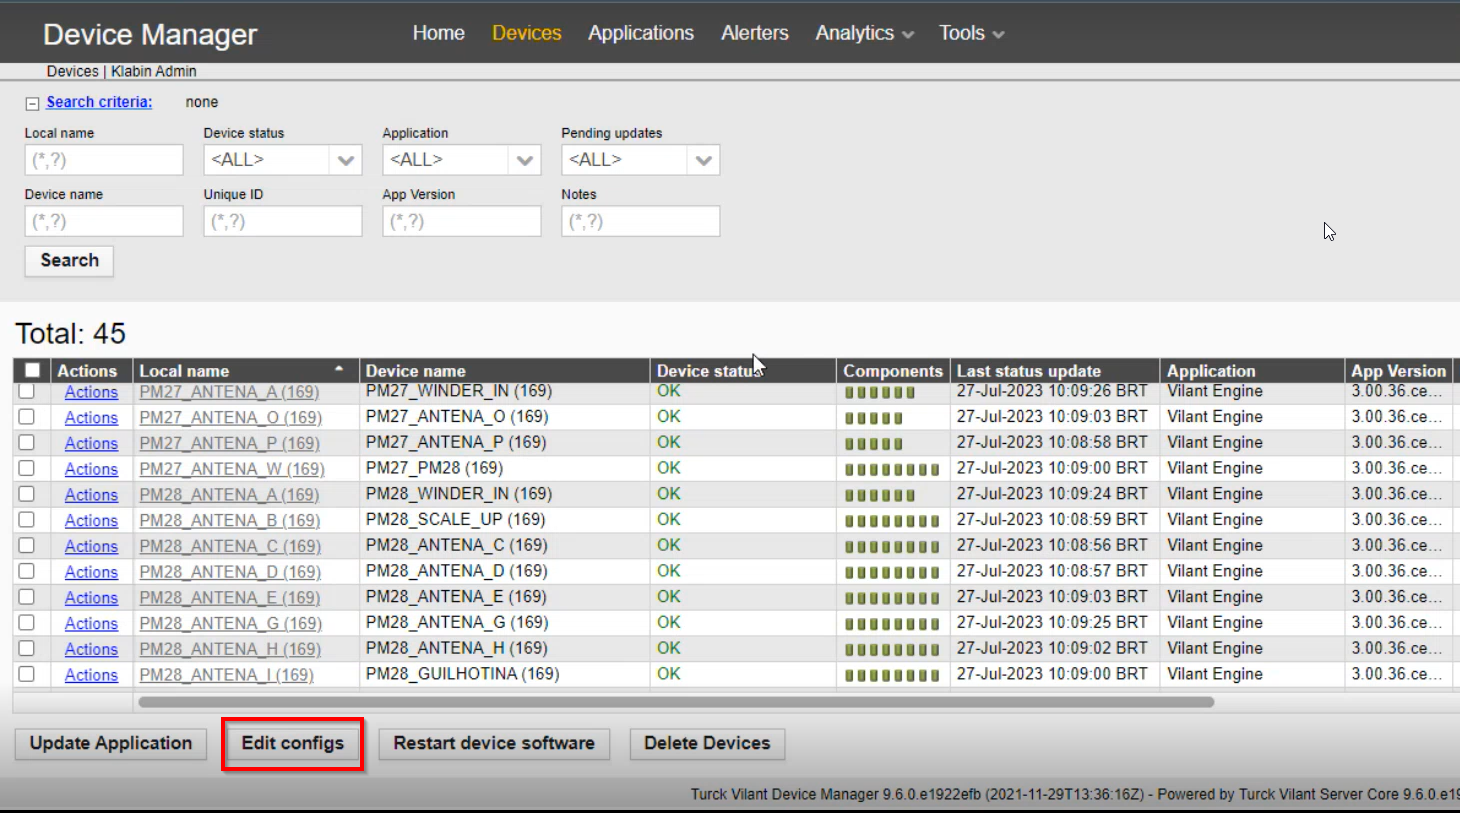 Device Manager
Home Devices Applications Alerters Analytics Tools
Devices | Klabin Admin
Search criteria: none
Local name Device status Application Pending updates
(*,?) <ALL> <ALL> <ALL>
Device name Unique ID App Version Notes
(*,?) (*,?) (*,?) (*,?)
Search
Total: 45
Actions Local name Device name Device status Components Last status update Application App Version
Actions PM27_ANTENA_A (169) PM27_WINDER_IN (169) OK 27-Jul-2023 10:09:26 BRT Vilant Engine 3.00.36.ce...
Actions PM27_ANTENA_O (169) PM27_ANTENA_O (169) OK 27-Jul-2023 10:09:03 BRT Vilant Engine 3.00.36.ce...
Actions PM27_ANTENA_P (169) PM27_ANTENA_P (169) OK 27-Jul-2023 10:08:58 BRT Vilant Engine 3.00.36.ce...
Actions PM27_ANTENA_W (169) PM27_PM28 (169) OK 27-Jul-2023 10:09:00 BRT Vilant Engine 3.00.36.ce...
Actions PM28_ANTENA_A (169) PM28_WINDER_IN (169) OK 27-Jul-2023 10:09:24 BRT Vilant Engine 3.00.36.ce...
Actions PM28_ANTENA_B (169) PM28_SCALE_UP (169) OK 27-Jul-2023 10:08:59 BRT Vilant Engine 3.00.36.ce...
Actions PM28_ANTENA_C (169) PM28_ANTENA_C (169) OK 27-Jul-2023 10:08:56 BRT Vilant Engine 3.00.36.ce...
Actions PM28_ANTENA_D (169) PM28_ANTENA_D (169) OK 27-Jul-2023 10:08:57 BRT Vilant Engine 3.00.36.ce...
Actions PM28_ANTENA_E (169) PM28_ANTENA_E (169) OK 27-Jul-2023 10:09:03 BRT Vilant Engine 3.00.36.ce...
Actions PM28_ANTENA_G (169) PM28_ANTENA_G (169) OK 27-Jul-2023 10:09:25 BRT Vilant Engine 3.00.36.ce...
Actions PM28_ANTENA_H (169) PM28_ANTENA_H (169) OK 27-Jul-2023 10:09:02 BRT Vilant Engine 3.00.36.ce...
Actions PM28_ANTENA_I (169) PM28_GUILHOTINA (169) OK 27-Jul-2023 10:09:00 BRT Vilant Engine 3.00.36.ce...
Update Application Edit configs Restart device software Delete Devices
Turck Vilant Device Manager 9.6.0.e1922efb (2021-11-29T13:36:16Z) - Powered by Turck Vilant Server Core 9.6.0.e19